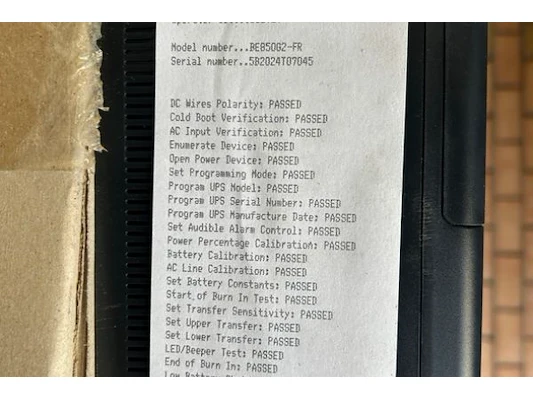 Model number...BE850G2-FR
Serial number..5B2024T07045
DC Wires Polarity: PASSED
Cold Boot Verification: PASSED
AC Input Verification: PASSED
Enumerate Device: PASSED
Open Power Device: PASSED
Set Programming Mode: PASSED
Program UPS Model: PASSED
Program UPS Serial Number: PASSED
Program UPS Manufacture Date: PASSED
Set Audible Alarm Control: PASSED
Power Percentage Calibration: PASSED
Battery Calibration: PASSED
AC Line Calibration: PASSED
Set Battery Constants: PASSED
Start of Burn In Test: PASSED
Set Transfer Sensitivity: PASSED
Set Upper Transfer: PASSED
Set Lower Transfer: PASSED
LED/Beeper Test: PASSED
End of Burn In: PASSED